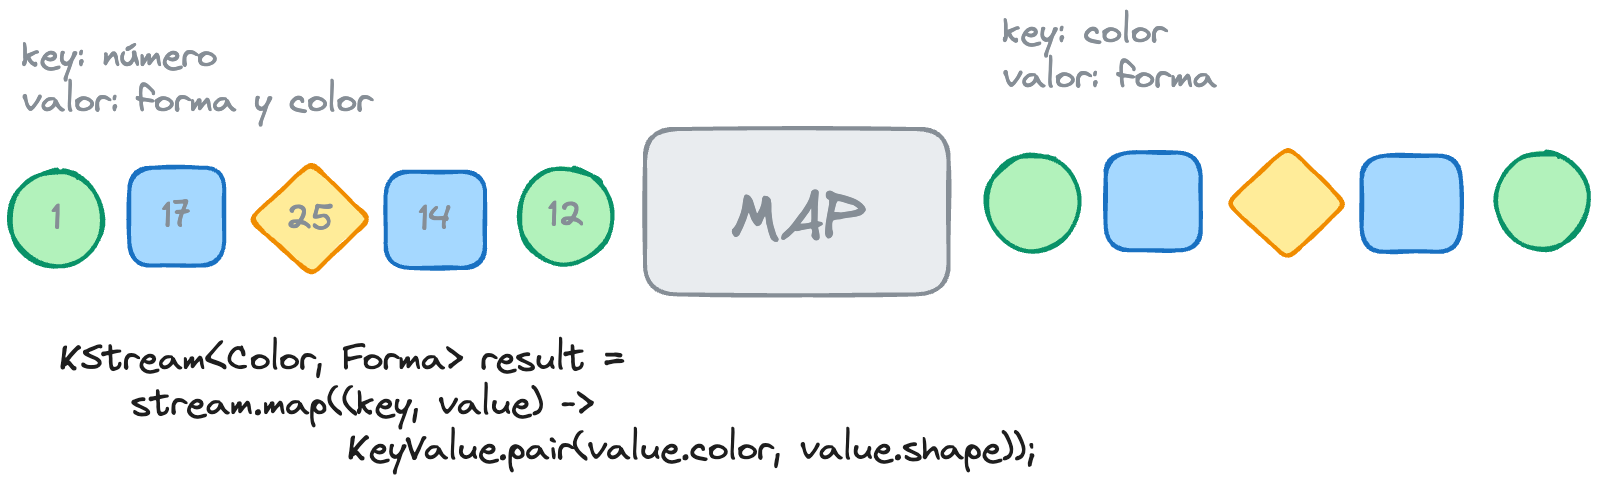 key: número
valor: forma y color
key: color
valor: forma
1
17
25
14
12
MAP
KStream<Color, Forma> result =
stream.map((key, value) ->
KeyValue.pair(value.color, value.shape));